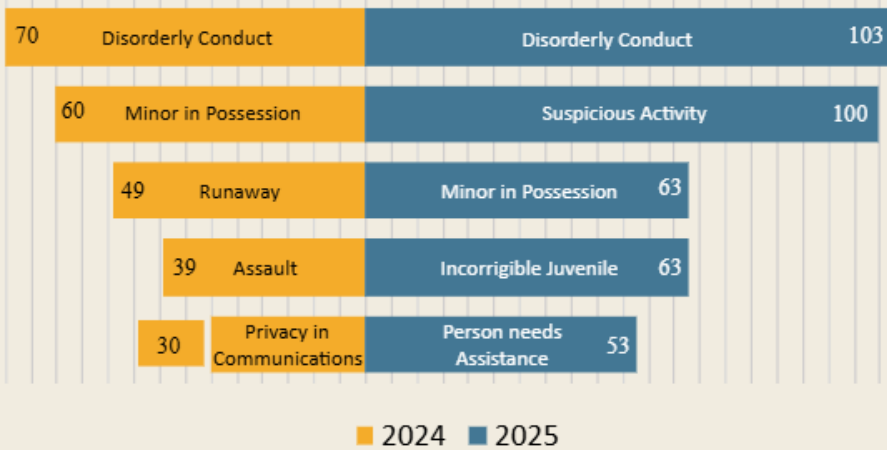 70 Disorderly Conduct Disorderly Conduct 103
60 Minor in Possession Suspicious Activity 100
49 Runaway Minor in Possession 63
39 Assault Incorrigible Juvenile 63
30 Privacy in Communications Person needs Assistance 53
2024 2025